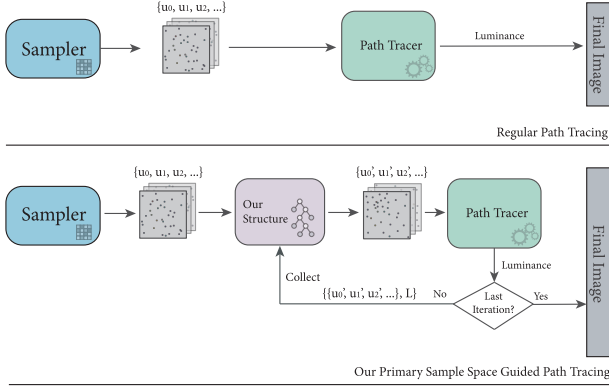 {u₀, u₁, u₂, ...}
Sampler
Path Tracer
Luminance
Final Image
Regular Path Tracing
{u₀, u₁, u₂, ...}
{u₀', u₁', u₂', ...}
Sampler
Our
Structure
Path Tracer
Final Image
Luminance
Collect
{{u₀', u₁', u₂', ...}, L}
No
Last
Iteration?
Yes
Our Primary Sample Space Guided Path Tracing